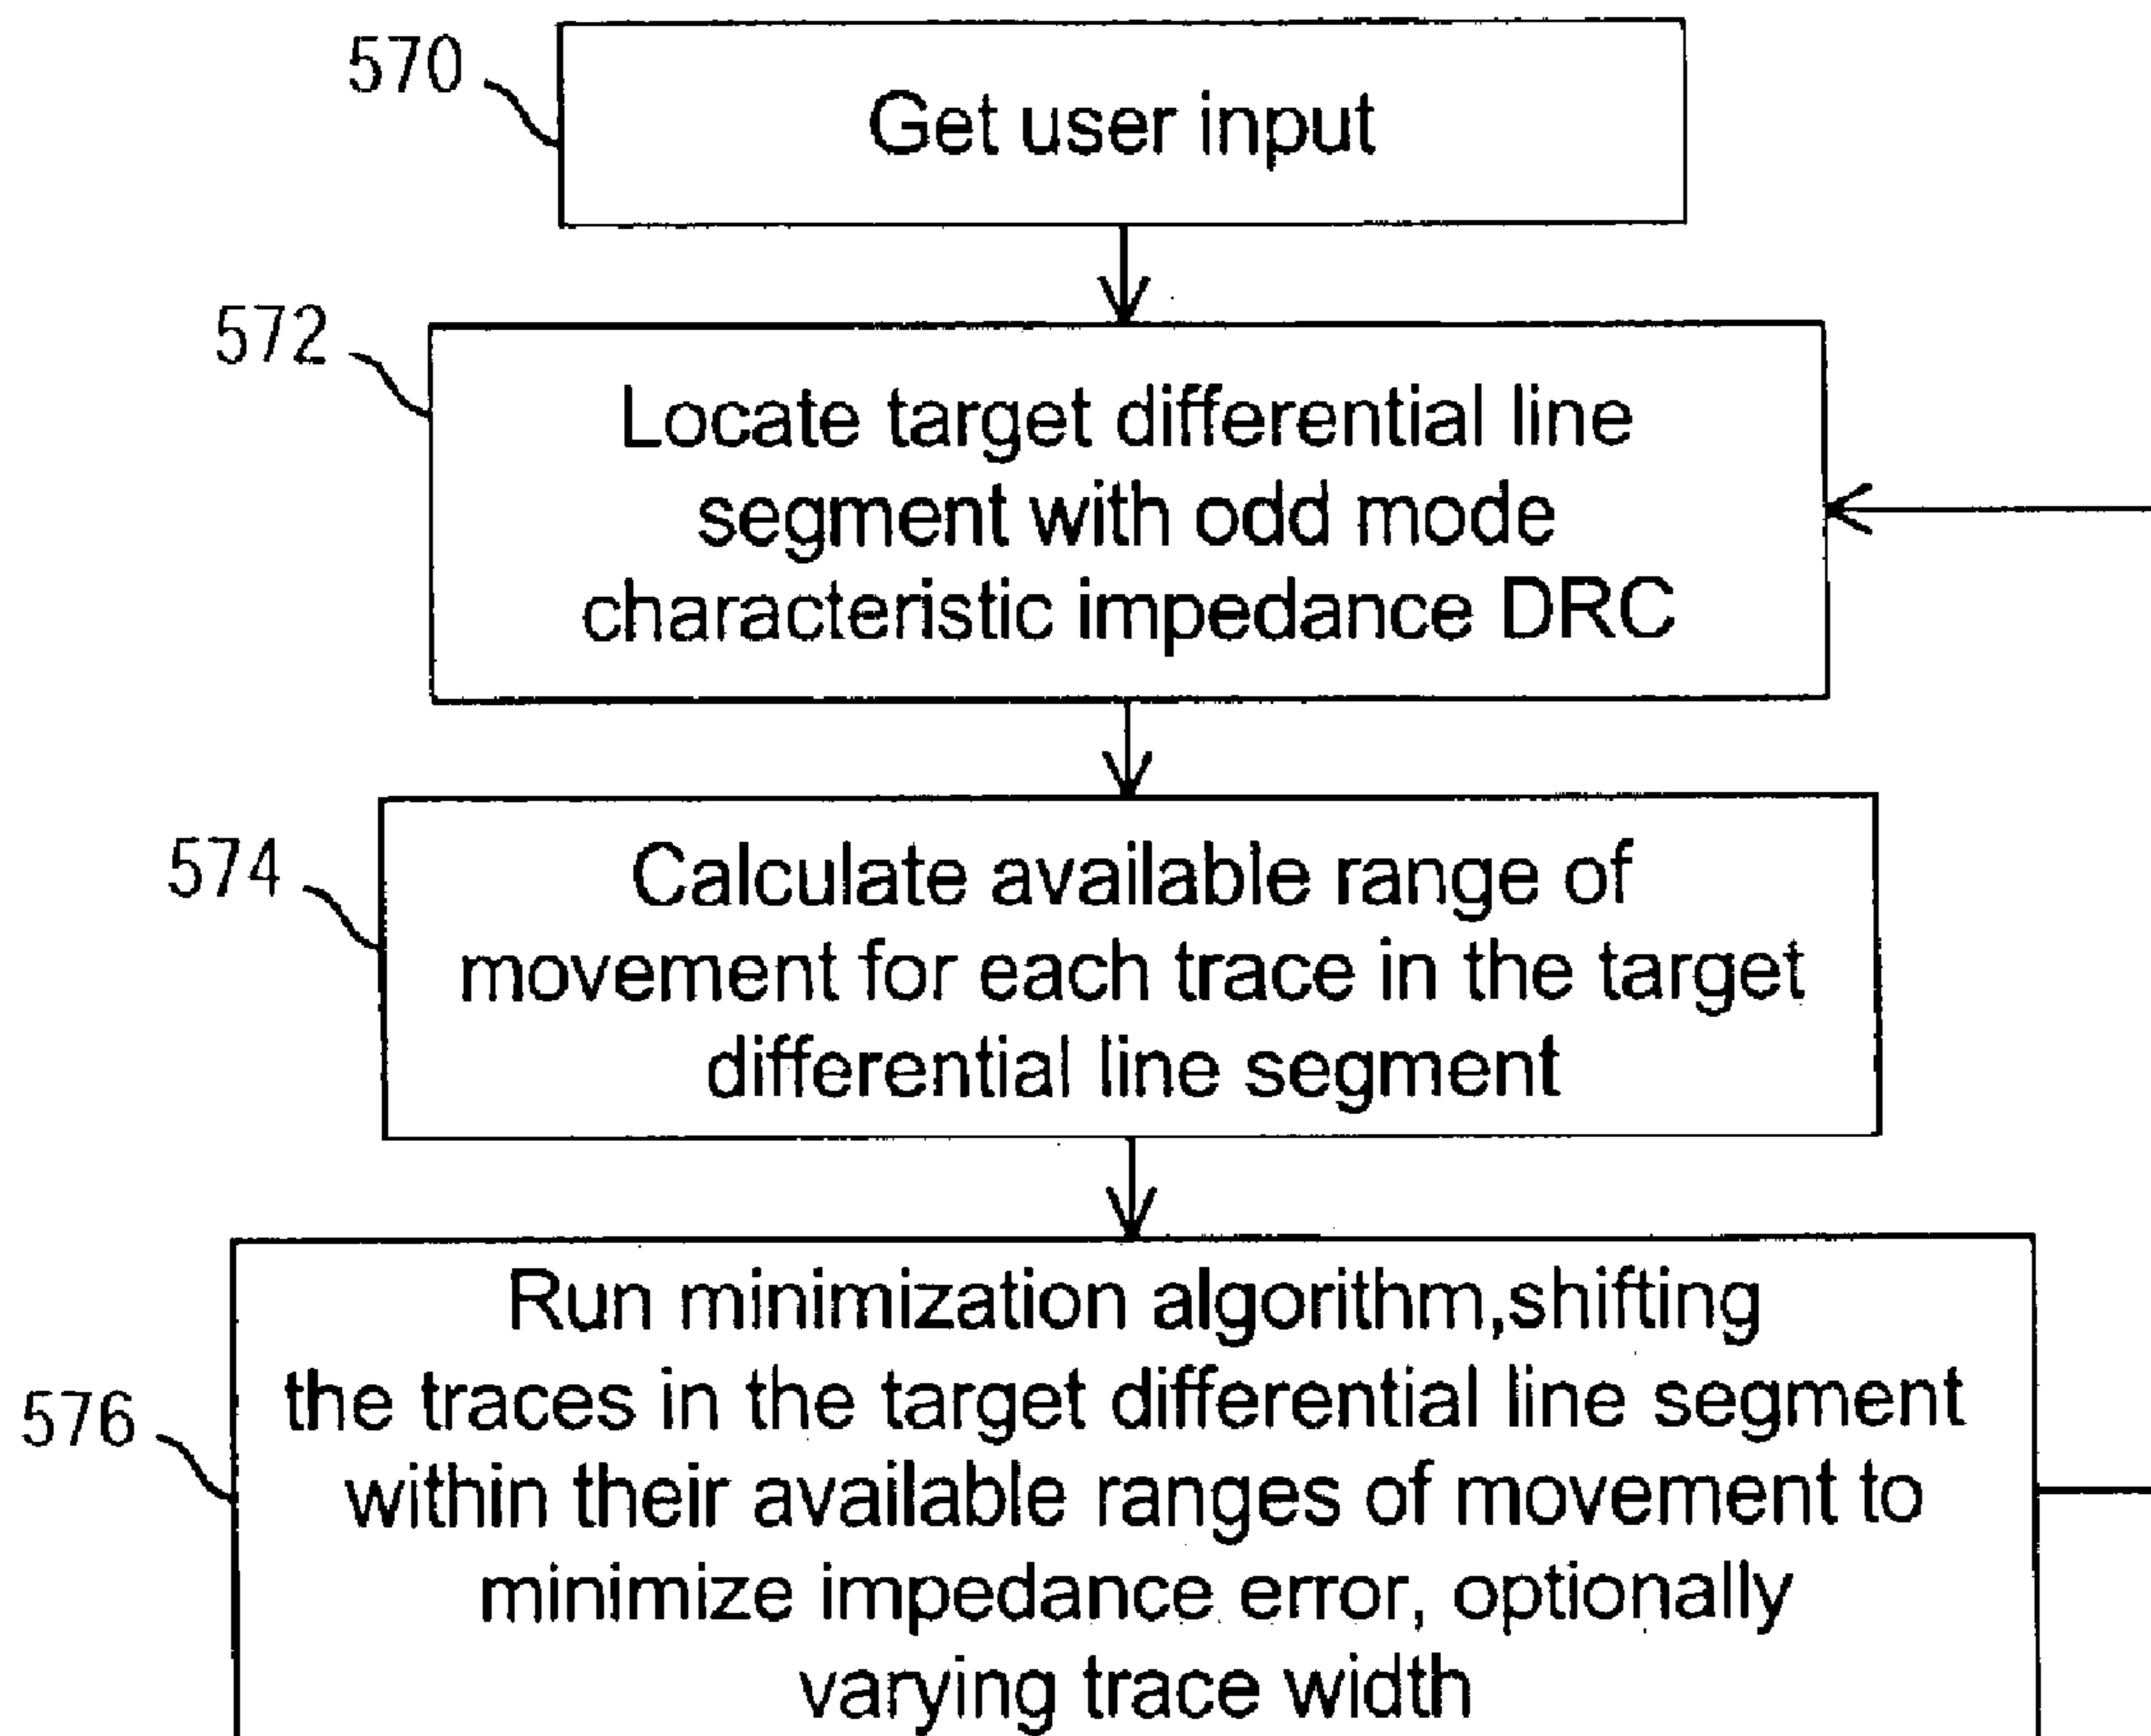 570
Get user input
572
Locate target differential line
segment with odd mode
characteristic impedance DRC
574
Calculate available range of
movement for each trace in the target
differential line segment
576
Run minimization algorithm,shifting
the traces in the target differential line segment
within their available ranges of movement to
minimize impedance error, optionally
varying trace width